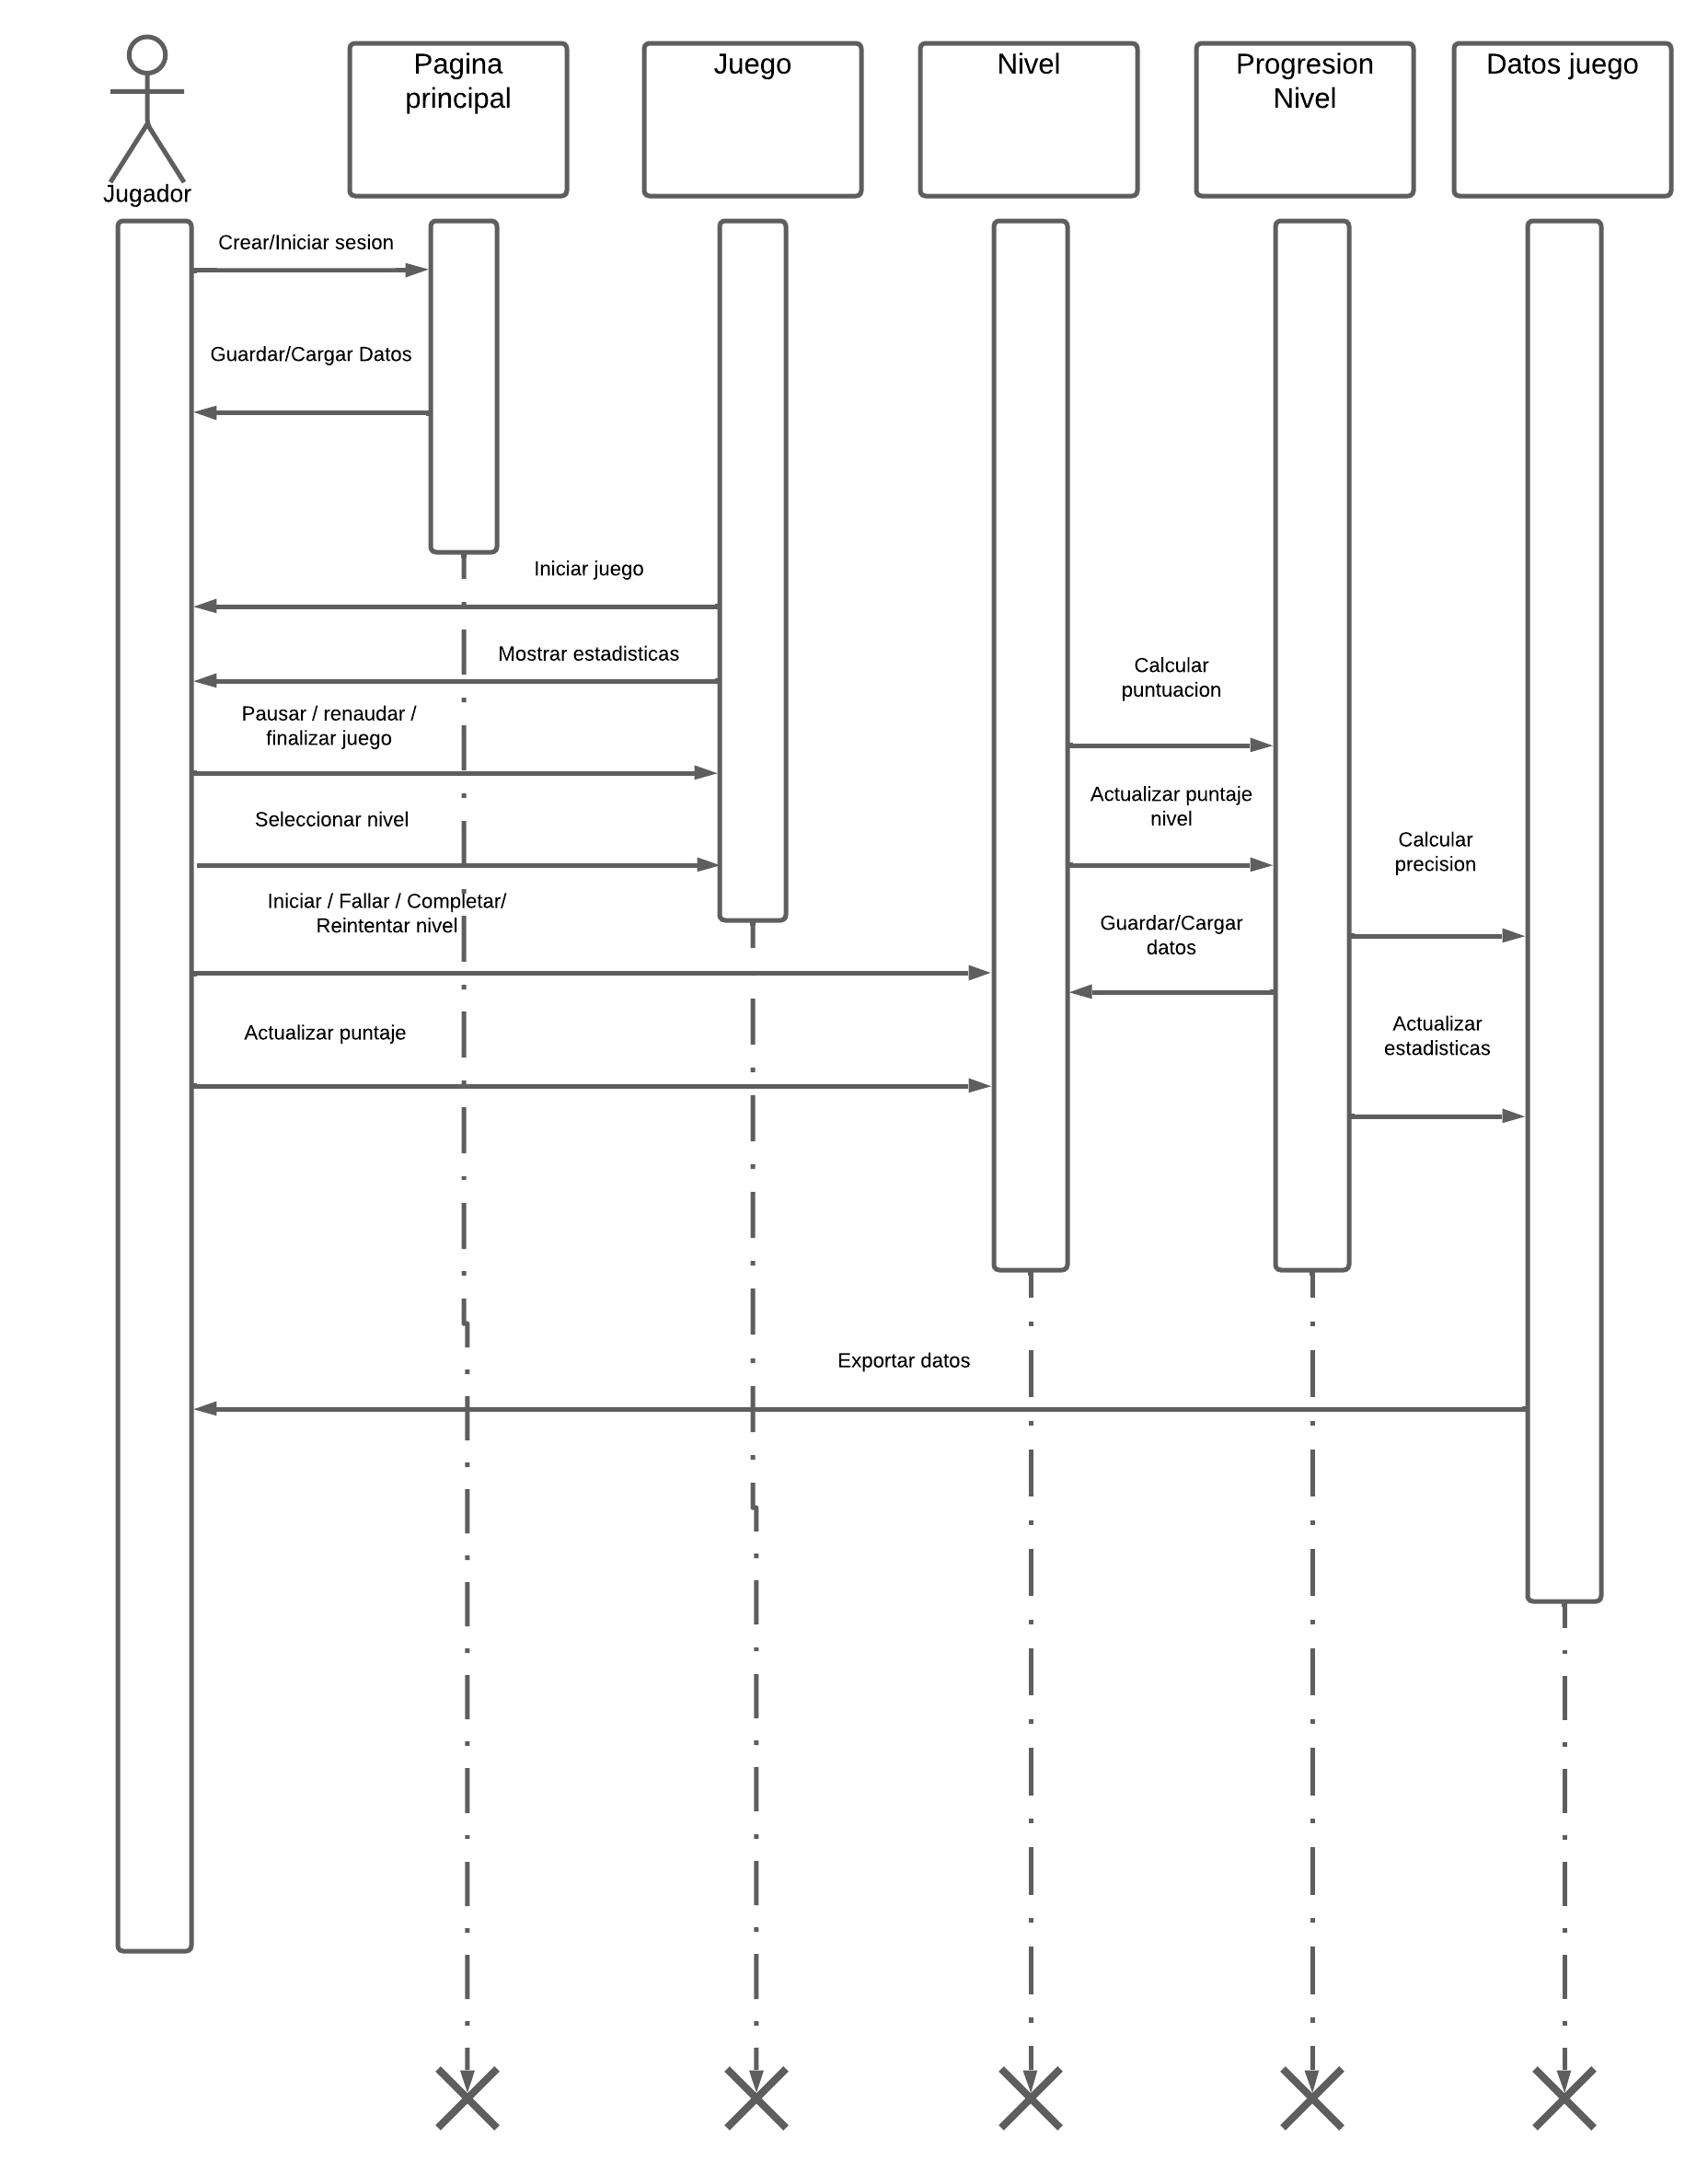 Jugador
Pagina
principal
Juego
Nivel
Progresion
Nivel
Datos juego
Crear/Iniciar sesion
Guardar/Cargar Datos
Iniciar juego
Mostrar estadisticas
Calcular
puntuacion
Pausar / renaudar /
finalizar juego
Actualizar puntaje
nivel
Seleccionar nivel
Calcular
precision
Iniciar / Fallar / Completar/
Reintentar nivel
Guardar/Cargar
datos
Actualizar puntaje
Actualizar
estadisticas
Exportar datos